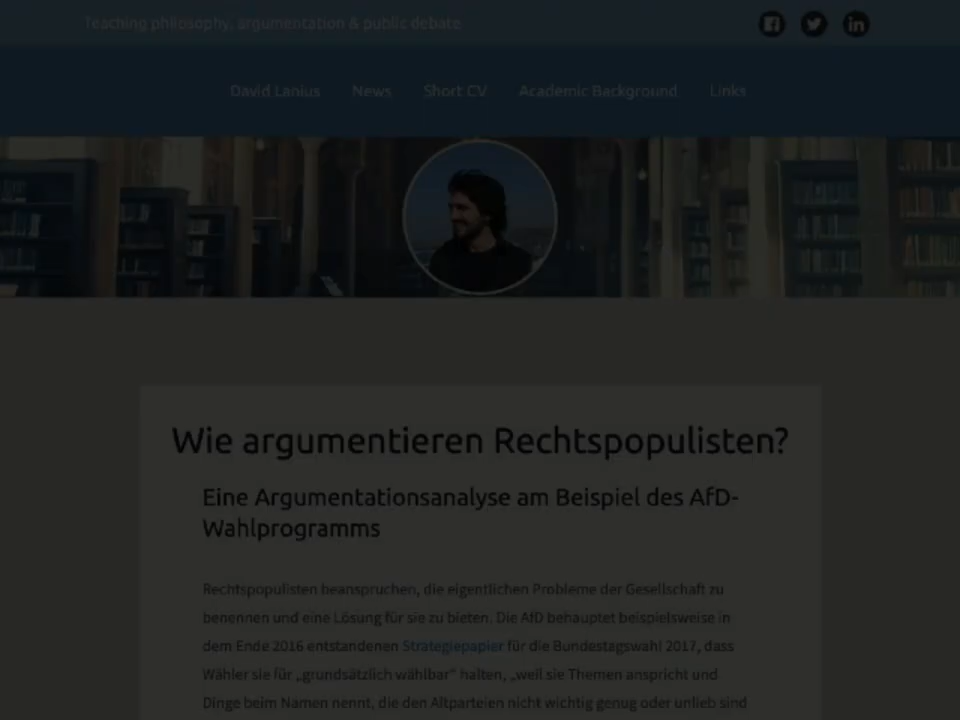 Teaching philosophy, argumentation & public debate
David Lanius News Short CV Academic Background Links
Wie argumentieren Rechtspopulisten?
Eine Argumentationsanalyse am Beispiel des AfD-
Wahlprogramms
Rechtspopulisten beanspruchen, die eigentlichen Probleme der Gesellschaft zu
benennen und eine Lösung für sie zu bieten. Die AfD behauptet beispielsweise in
dem Ende 2016 entstandenen Strategiepapier für die Bundestagswahl 2017, dass
Wähler sie für „grundsätzlich wählbar“ halten, „weil sie Themen anspricht und
Dinge beim Namen nennt, die den Altparteien nicht wichtig genug oder unlieb sind